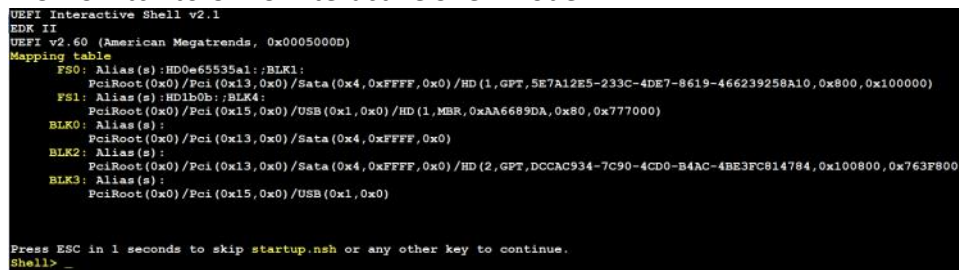 UEFI Interactive Shell v2.1
EDK II
UEFI v2.60 (American Megatrends, 0x0005000D)
Mapping table
FS0: Alias(s):HD0e65535a1:;BLK1:
PciRoot(0x0)/Pci(0x13,0x0)/Sata(0x4,0xFFFF,0x0)/HD(1,GPT,5E7A12E5-233C-4DE7-8619-466239258A10,0x800,0x100000)
FS1: Alias(s):HD1b0b:;BLK4:
PciRoot(0x0)/Pci(0x15,0x0)/USB(0x1,0x0)/HD(1,MBR,0xAA6689DA,0x80,0x777000)
BLK0: Alias(s):
PciRoot(0x0)/Pci(0x13,0x0)/Sata(0x4,0xFFFF,0x0)
BLK2: Alias(s):
PciRoot(0x0)/Pci(0x13,0x0)/Sata(0x4,0xFFFF,0x0)/HD(2,GPT,DCCAC934-7C90-4CD0-B4AC-4BE3FC814784,0x100800,0x763F800
BLK3: Alias(s):
PciRoot(0x0)/Pci(0x15,0x0)/USB(0x1,0x0)
Press ESC in 1 seconds to skip startup.nsh or any other key to continue.
Shell> _